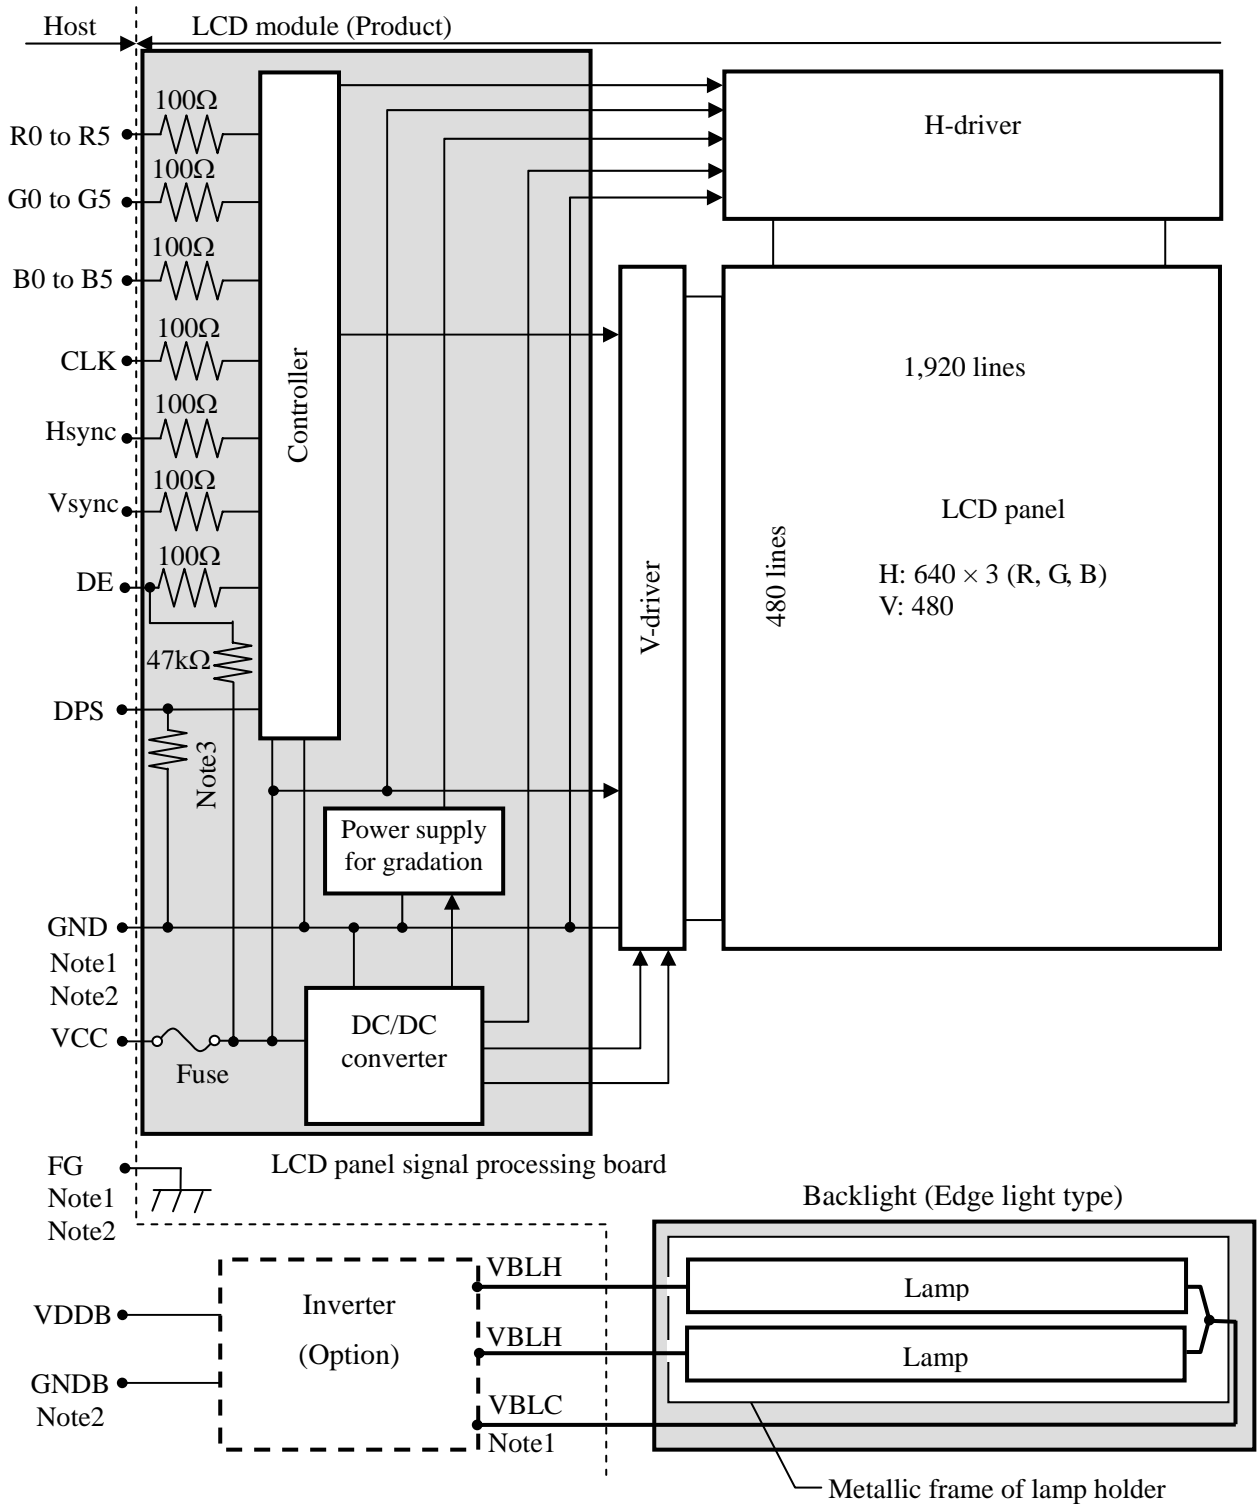 Host
LCD module (Product)
100Ω
R0 to R5
100Ω
G0 to G5
100Ω
B0 to B5
100Ω
CLK
100Ω
Hsync
100Ω
Vsync
100Ω
DE
47kΩ
DPS
Note3
Controller
H-driver
1,920 lines
LCD panel
H: 640 × 3 (R, G, B)
V: 480
480 lines
V-driver
Power supply
for gradation
GND
Note1
Note2
VCC
Fuse
DC/DC
converter
FG
Note1
Note2
LCD panel signal processing board
Backlight (Edge light type)
VBLH
Lamp
Inverter
(Option)
VDDB
VBLH
Lamp
GNDB
Note2
VBLC
Note1
Metallic frame of lamp holder